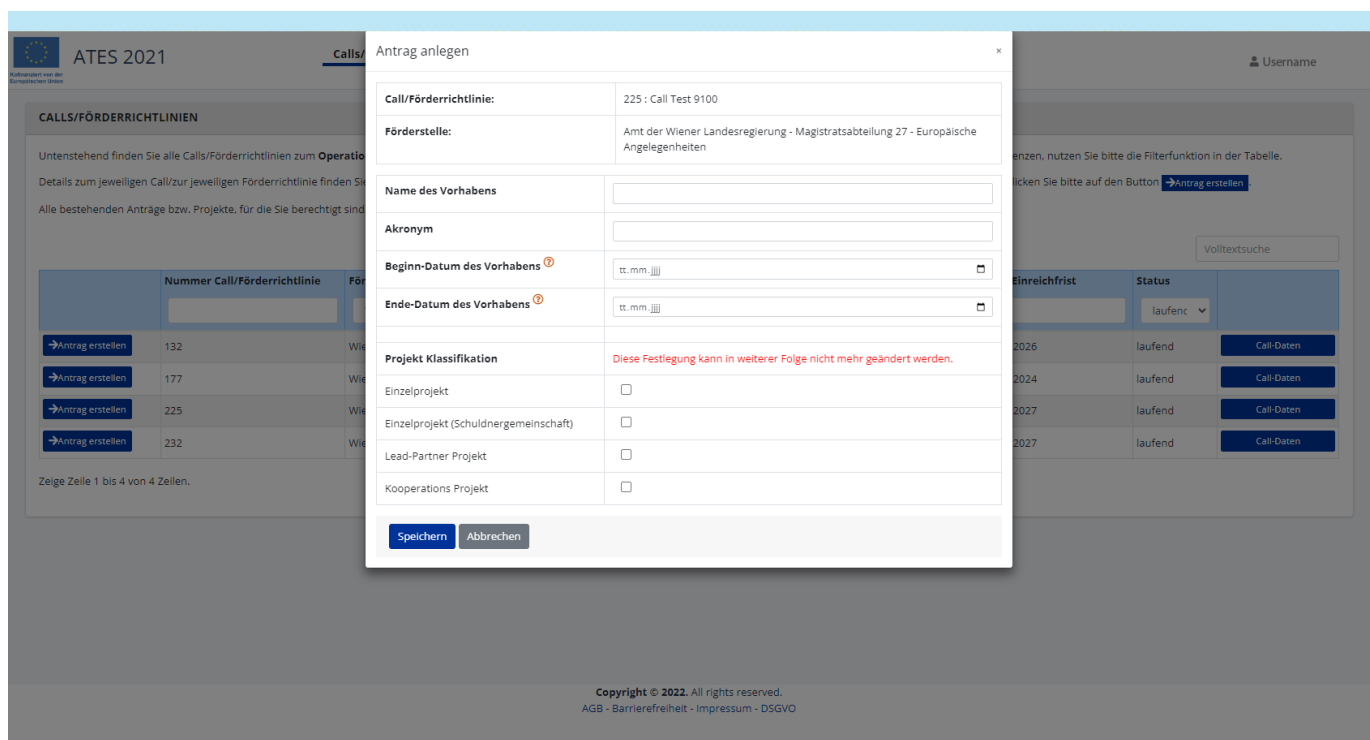 Kofinanziert von der
Europäischen Union
ATES 2021
Calls/
Username
CALLS/FÖRDERRICHTLINIEN
Untenstehend finden Sie alle Calls/Förderrichtlinien zum Operatio
enzen, nutzen Sie bitte die Filterfunktion in der Tabelle.
Details zum jeweiligen Call/zur jeweiligen Förderrichtlinie finden Sie
licken Sie bitte auf den Button Antrag erstellen .
Alle bestehenden Anträge bzw. Projekte, für die Sie berechtigt sind
Volltextsuche
Nummer Call/Förderrichtlinie För Einreichfrist Status
laufend
Antrag erstellen 132 Wie 2026 laufend Call-Daten
Antrag erstellen 177 Wie 2024 laufend Call-Daten
Antrag erstellen 225 Wie 2027 laufend Call-Daten
Antrag erstellen 232 Wie 2027 laufend Call-Daten
Zeige Zeile 1 bis 4 von 4 Zeilen.
Antrag anlegen ×
Call/Förderrichtlinie: 225 : Call Test 9100
Förderstelle: Amt der Wiener Landesregierung - Magistratsabteilung 27 - Europäische
Angelegenheiten
Name des Vorhabens
Akronym
Beginn-Datum des Vorhabens ? tt.mm.jjjj
Ende-Datum des Vorhabens ? tt.mm.jjjj
Projekt Klassifikation Diese Festlegung kann in weiterer Folge nicht mehr geändert werden.
Einzelprojekt
Einzelprojekt (Schuldnergemeinschaft)
Lead-Partner Projekt
Kooperations Projekt
Speichern Abbrechen
Copyright © 2022. All rights reserved.
AGB - Barrierefreiheit - Impressum - DSGVO